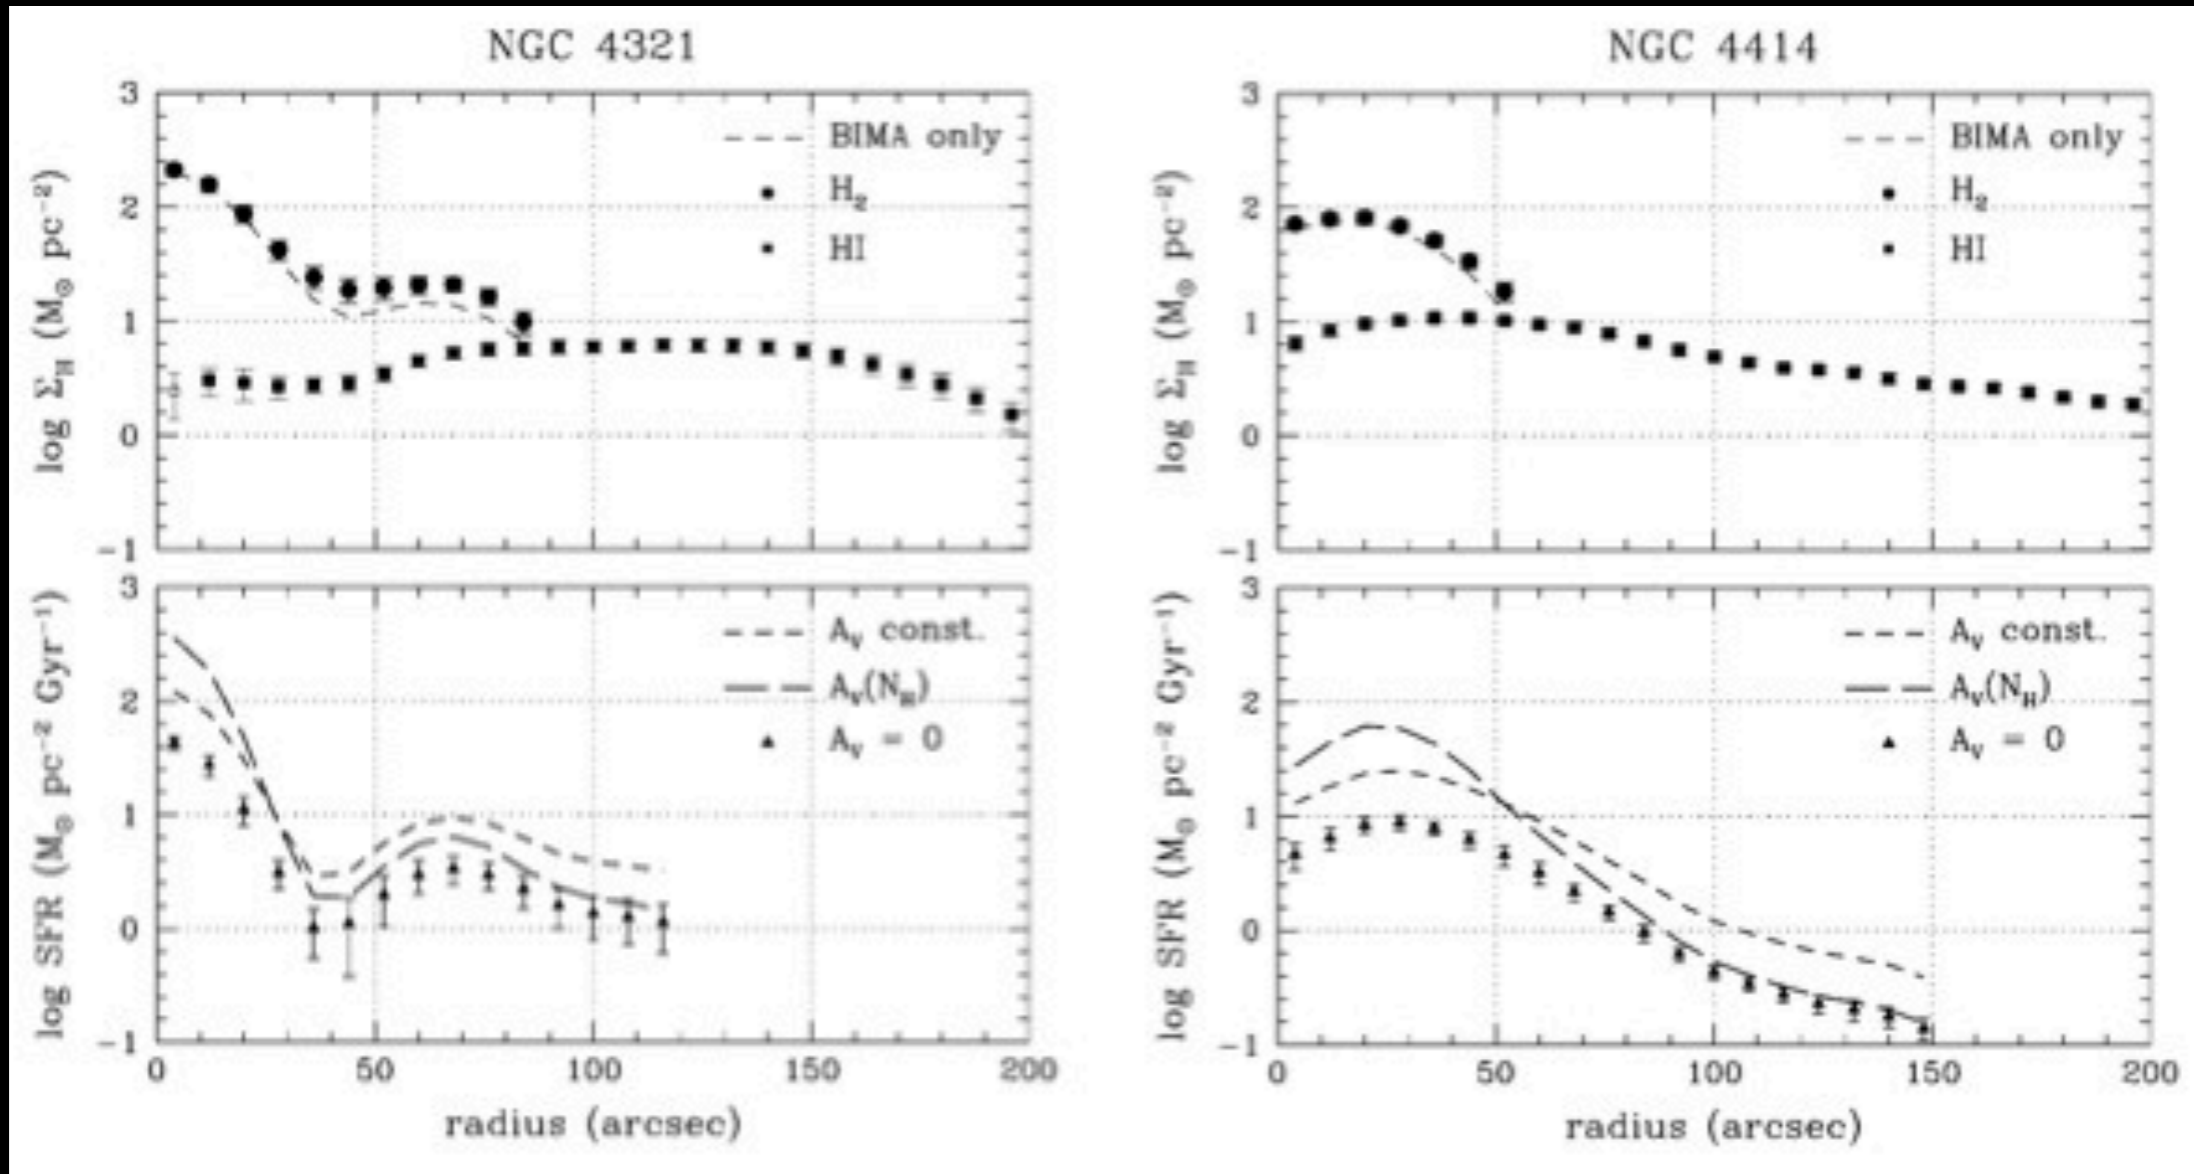 NGC 4321
3
2
1
0
−1
log Σ_H (M_⊙ pc⁻²)
BIMA only
H₂
HI
3
2
1
0
−1
log SFR (M_⊙ pc⁻² Gyr⁻¹)
A_V const.
A_V(N_H)
A_V = 0
0 50 100 150 200
radius (arcsec)
NGC 4414
3
2
1
0
−1
log Σ_H (M_⊙ pc⁻²)
BIMA only
H₂
HI
3
2
1
0
−1
log SFR (M_⊙ pc⁻² Gyr⁻¹)
A_V const.
A_V(N_H)
A_V = 0
0 50 100 150 200
radius (arcsec)